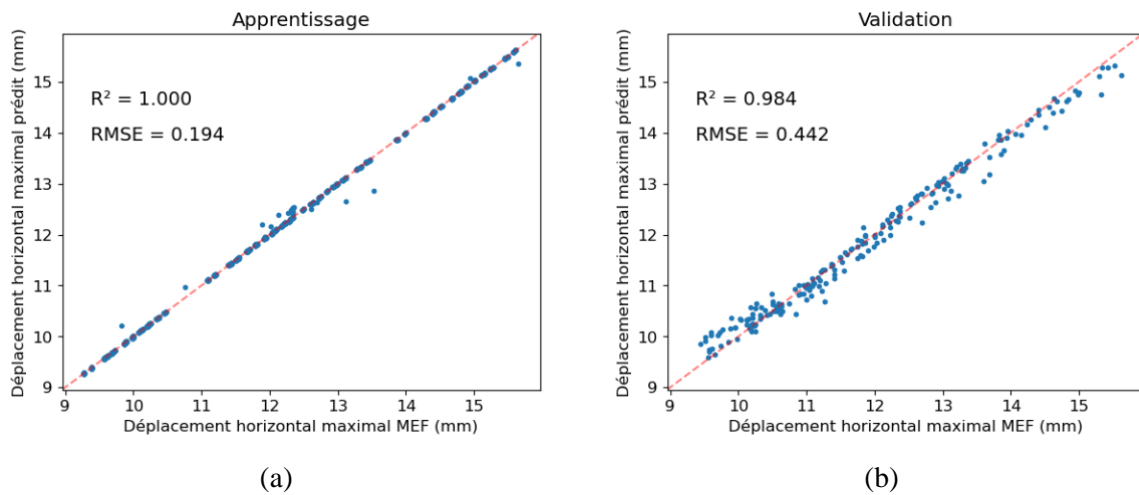 Apprentissage
Déplacement horizontal maximal prédit (mm)
15
14
13
12
11
10
9
R² = 1.000
RMSE = 0.194
9 10 11 12 13 14 15
Déplacement horizontal maximal MEF (mm)
(a)
Validation
Déplacement horizontal maximal prédit (mm)
15
14
13
12
11
10
9
R² = 0.984
RMSE = 0.442
9 10 11 12 13 14 15
Déplacement horizontal maximal MEF (mm)
(b)